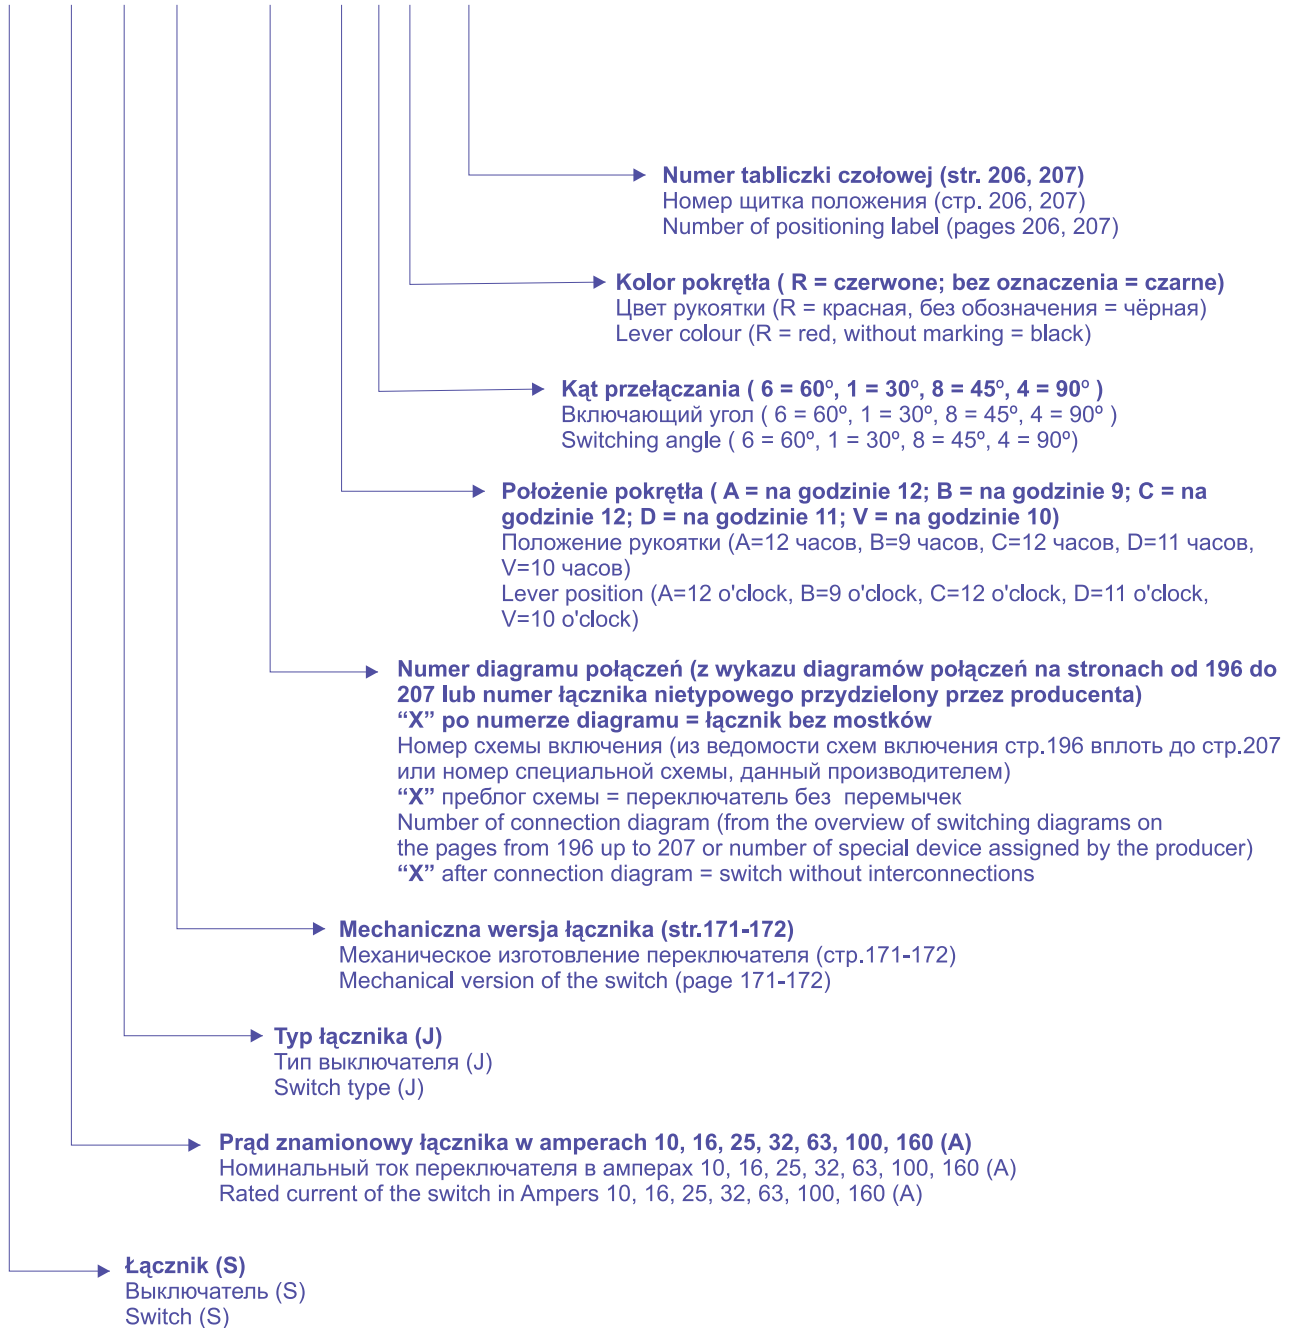 Numer tabliczki czołowej (str. 206, 207)
Номер щитка положения (стр. 206, 207)
Number of positioning label (pages 206, 207)
Kolor pokrętła ( R = czerwone; bez oznaczenia = czarne)
Цвет рукоятки (R = красная, без обозначения = чёрная)
Lever colour (R = red, without marking = black)
Kąt przełączania ( 6 = 60º, 1 = 30º, 8 = 45º, 4 = 90º )
Включающий угол ( 6 = 60º, 1 = 30º, 8 = 45º, 4 = 90º )
Switching angle ( 6 = 60º, 1 = 30º, 8 = 45º, 4 = 90º)
Położenie pokrętła ( A = na godzinie 12; B = na godzinie 9; C = na
godzinie 12; D = na godzinie 11; V = na godzinie 10)
Положение рукоятки (A=12 часов, B=9 часов, C=12 часов, D=11 часов,
V=10 часов)
Lever position (A=12 o'clock, B=9 o'clock, C=12 o'clock, D=11 o'clock,
V=10 o'clock)
Numer diagramu połączeń (z wykazu diagramów połączeń na stronach od 196 do
207 lub numer łącznika nietypowego przydzielony przez producenta)
“X” po numerze diagramu = łącznik bez mostków
Номер схемы включения (из ведомости схем включения стр.196 вплоть до стр.207
или номер специальной схемы, данный производителем)
“X” преблог схемы = переключатель без перемычек
Number of connection diagram (from the overview of switching diagrams on
the pages from 196 up to 207 or number of special device assigned by the producer)
“X” after connection diagram = switch without interconnections
Mechaniczna wersja łącznika (str.171-172)
Механическое изготовление переключателя (стр.171-172)
Mechanical version of the switch (page 171-172)
Typ łącznika (J)
Тип выключателя (J)
Switch type (J)
Prąd znamionowy łącznika w amperach 10, 16, 25, 32, 63, 100, 160 (A)
Номинальный ток переключателя в амперах 10, 16, 25, 32, 63, 100, 160 (A)
Rated current of the switch in Ampers 10, 16, 25, 32, 63, 100, 160 (A)
Łącznik (S)
Выключатель (S)
Switch (S)